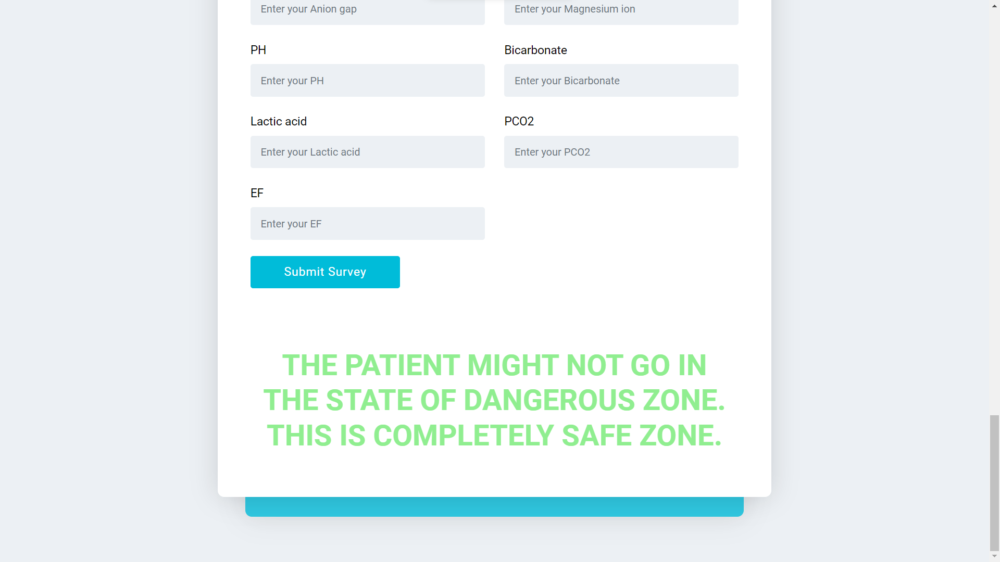 Enter your Anion gap
Enter your Magnesium ion
PH
Bicarbonate
Enter your PH
Enter your Bicarbonate
Lactic acid
PCO2
Enter your Lactic acid
Enter your PCO2
EF
Enter your EF
Submit Survey
THE PATIENT MIGHT NOT GO IN
THE STATE OF DANGEROUS ZONE.
THIS IS COMPLETELY SAFE ZONE.